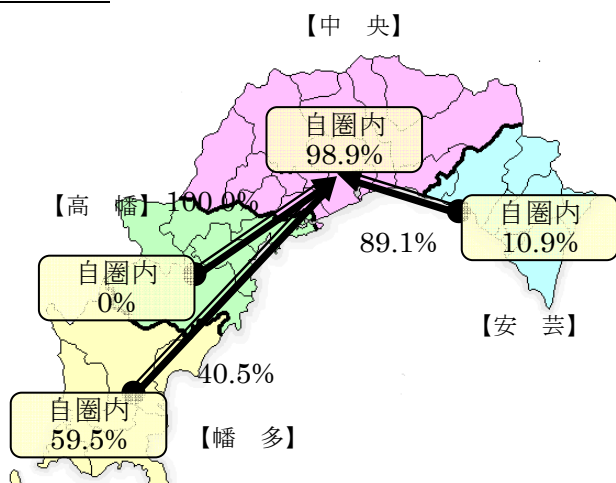 【中　央】
自圏内
98.9%
【高　幡】
100.0%
自圏内
10.9%
89.1%
自圏内
0%
【安　芸】
40.5%
自圏内
59.5%
【幡　多】